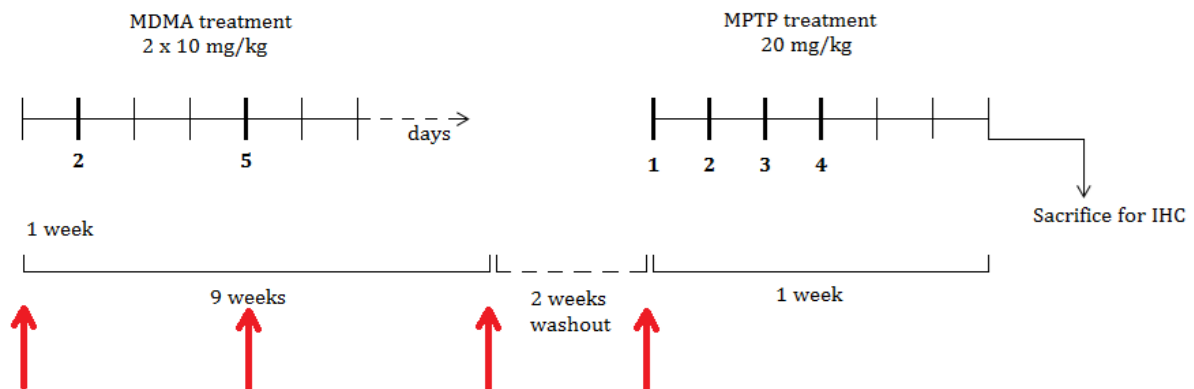 MDMA treatment
2 x 10 mg/kg
MPTP treatment
20 mg/kg
days
2
5
1
2
3
4
Sacrifice for IHC
1 week
9 weeks
2 weeks
washout
1 week